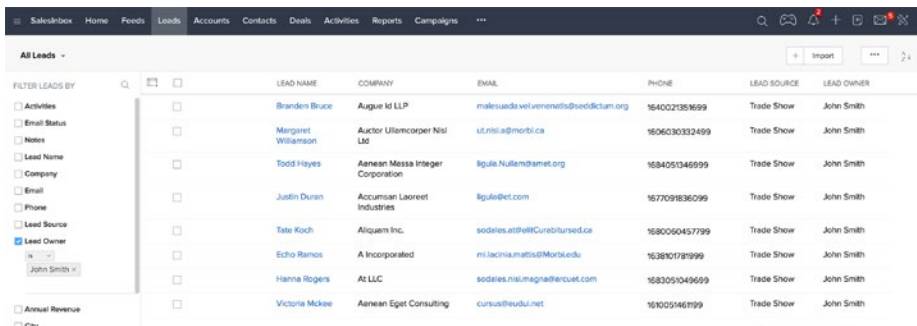 SalesInbox Home Feeds Leads Accounts Contacts Deals Activities Reports Campaigns ...
2 5
All Leads
+ Import ...
FILTER LEADS BY
Activities
Email Status
Notes
Lead Name
Company
Email
Phone
Lead Source
Lead Owner
is
John Smith ×
Annual Revenue
City
LEAD NAME COMPANY EMAIL PHONE LEAD SOURCE LEAD OWNER
Branden Bruce Augue Id LLP malesuada.vel.venenatis@seddictum.org 1640021351699 Trade Show John Smith
Margaret Williamson Auctor Ullamcorper Nisl Ltd ut.nisi.a@morbi.ca 1606030332499 Trade Show John Smith
Todd Hayes Aenean Massa Integer Corporation ligula.Nullam@amet.org 1684051346999 Trade Show John Smith
Justin Duran Accumsan Laoreet Industries ligula@et.com 1677091836099 Trade Show John Smith
Tate Koch Aliquam Inc. sodales.at@elitCurabitursed.ca 1680060457799 Trade Show John Smith
Echo Ramos A Incorporated mi.lacinia.mattis@Morbi.edu 1638101781999 Trade Show John Smith
Hanna Rogers At LLC sodales.nisi.magna@arcuet.com 1683051049699 Trade Show John Smith
Victoria Mckee Aenean Eget Consulting cursus@eudui.net 1610051461199 Trade Show John Smith